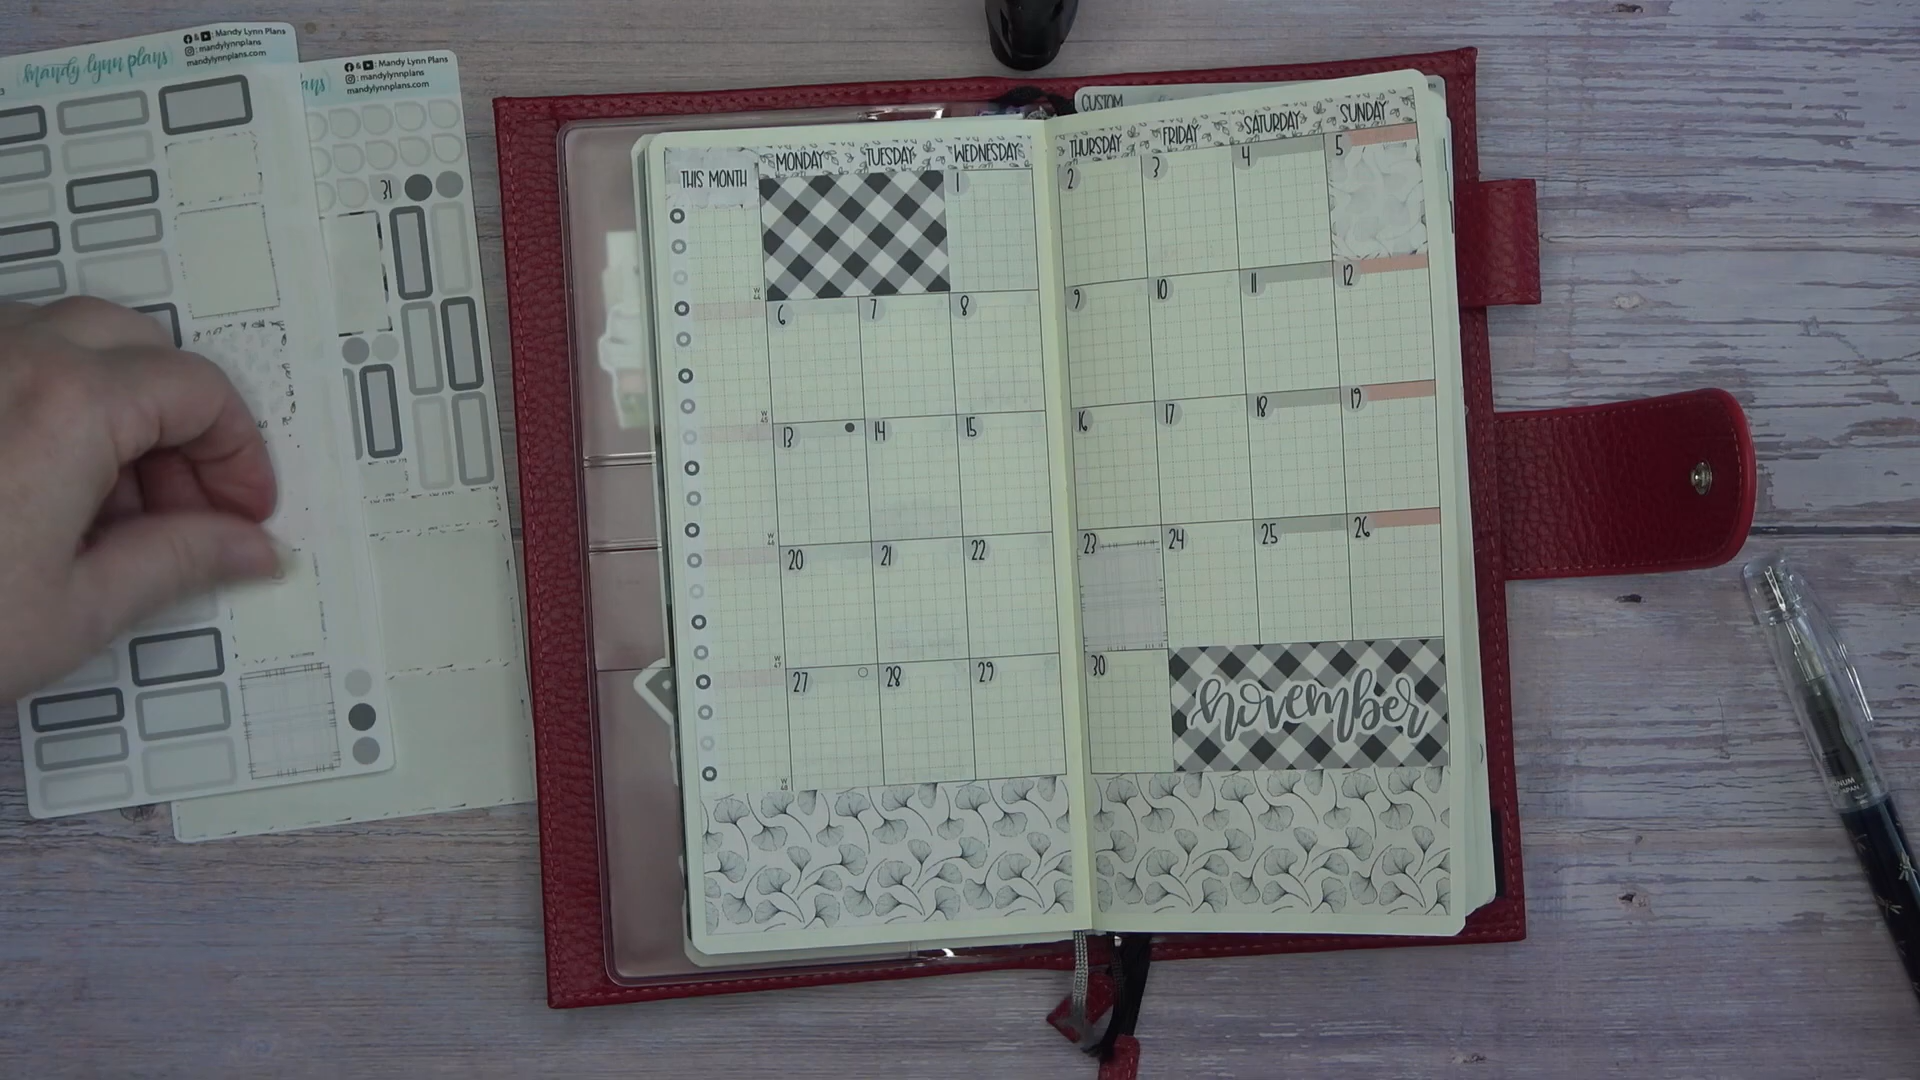 mandy lynn plans
& : Mandy Lynn Plans
: mandylynnplans
mandylynnplans.com
ans
& : Mandy Lynn Plans
: mandylynnplans
mandylynnplans.com
31
CUSTOM
THIS MONTH
MONDAY TUESDAY WEDNESDAY THURSDAY FRIDAY SATURDAY SUNDAY
1 2 3 4 5
6 7 8 9 10 11 12
13 14 15 16 17 18 19
20 21 22 23 24 25 26
27 28 29 30
november